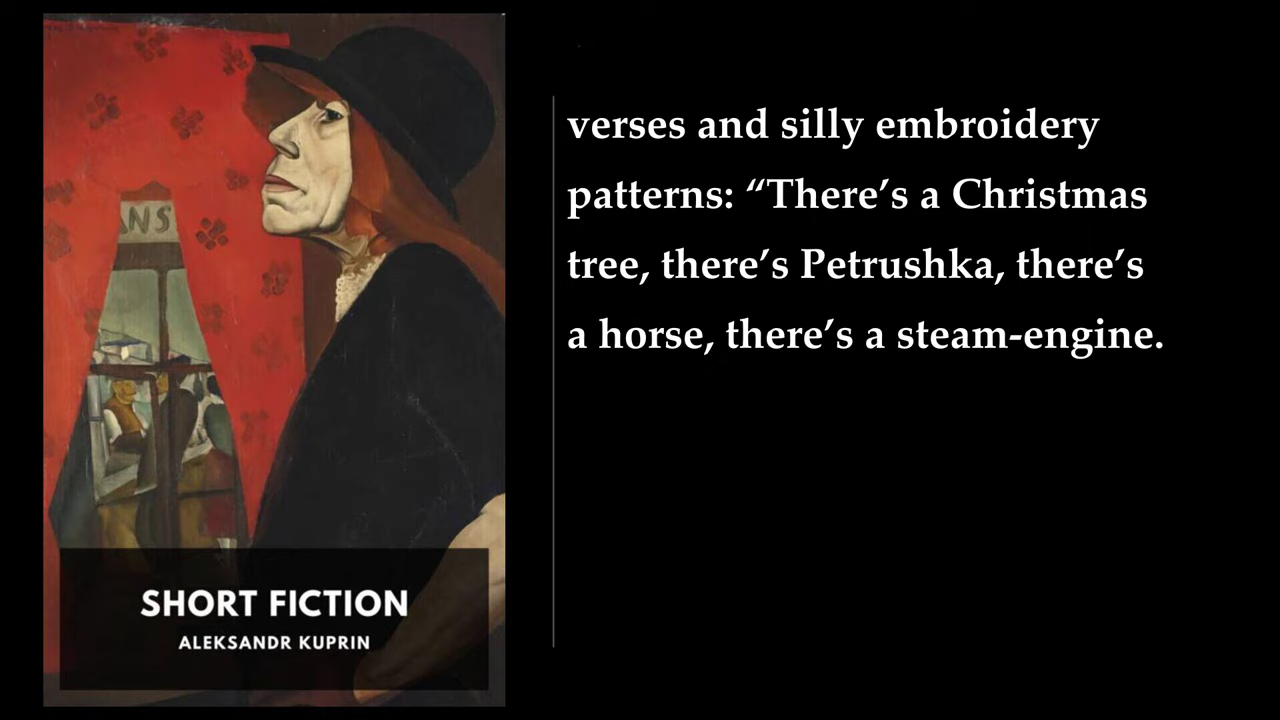 ANS
SHORT FICTION
ALEKSANDR KUPRIN
verses and silly embroidery
patterns: “There’s a Christmas
tree, there’s Petrushka, there’s
a horse, there’s a steam-engine.